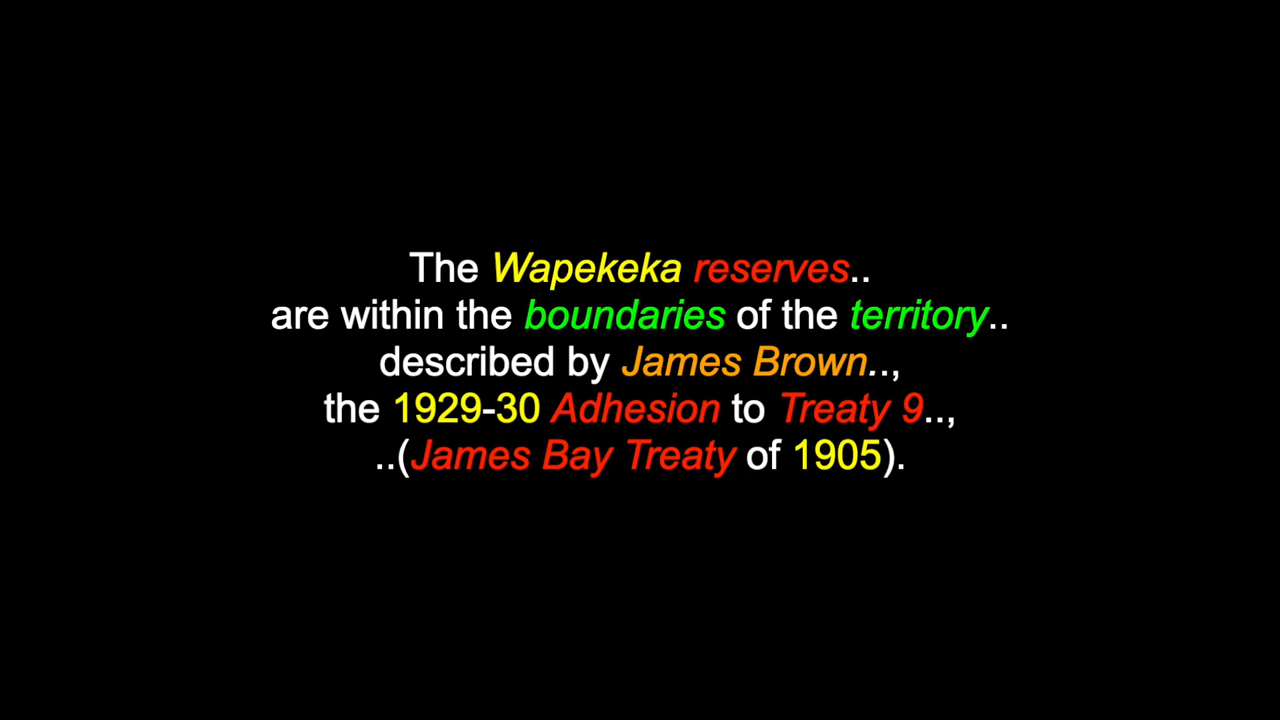 The Wapekeka reserves..
are within the boundaries of the territory..
described by James Brown..,
the 1929-30 Adhesion to Treaty 9..,
..(James Bay Treaty of 1905).